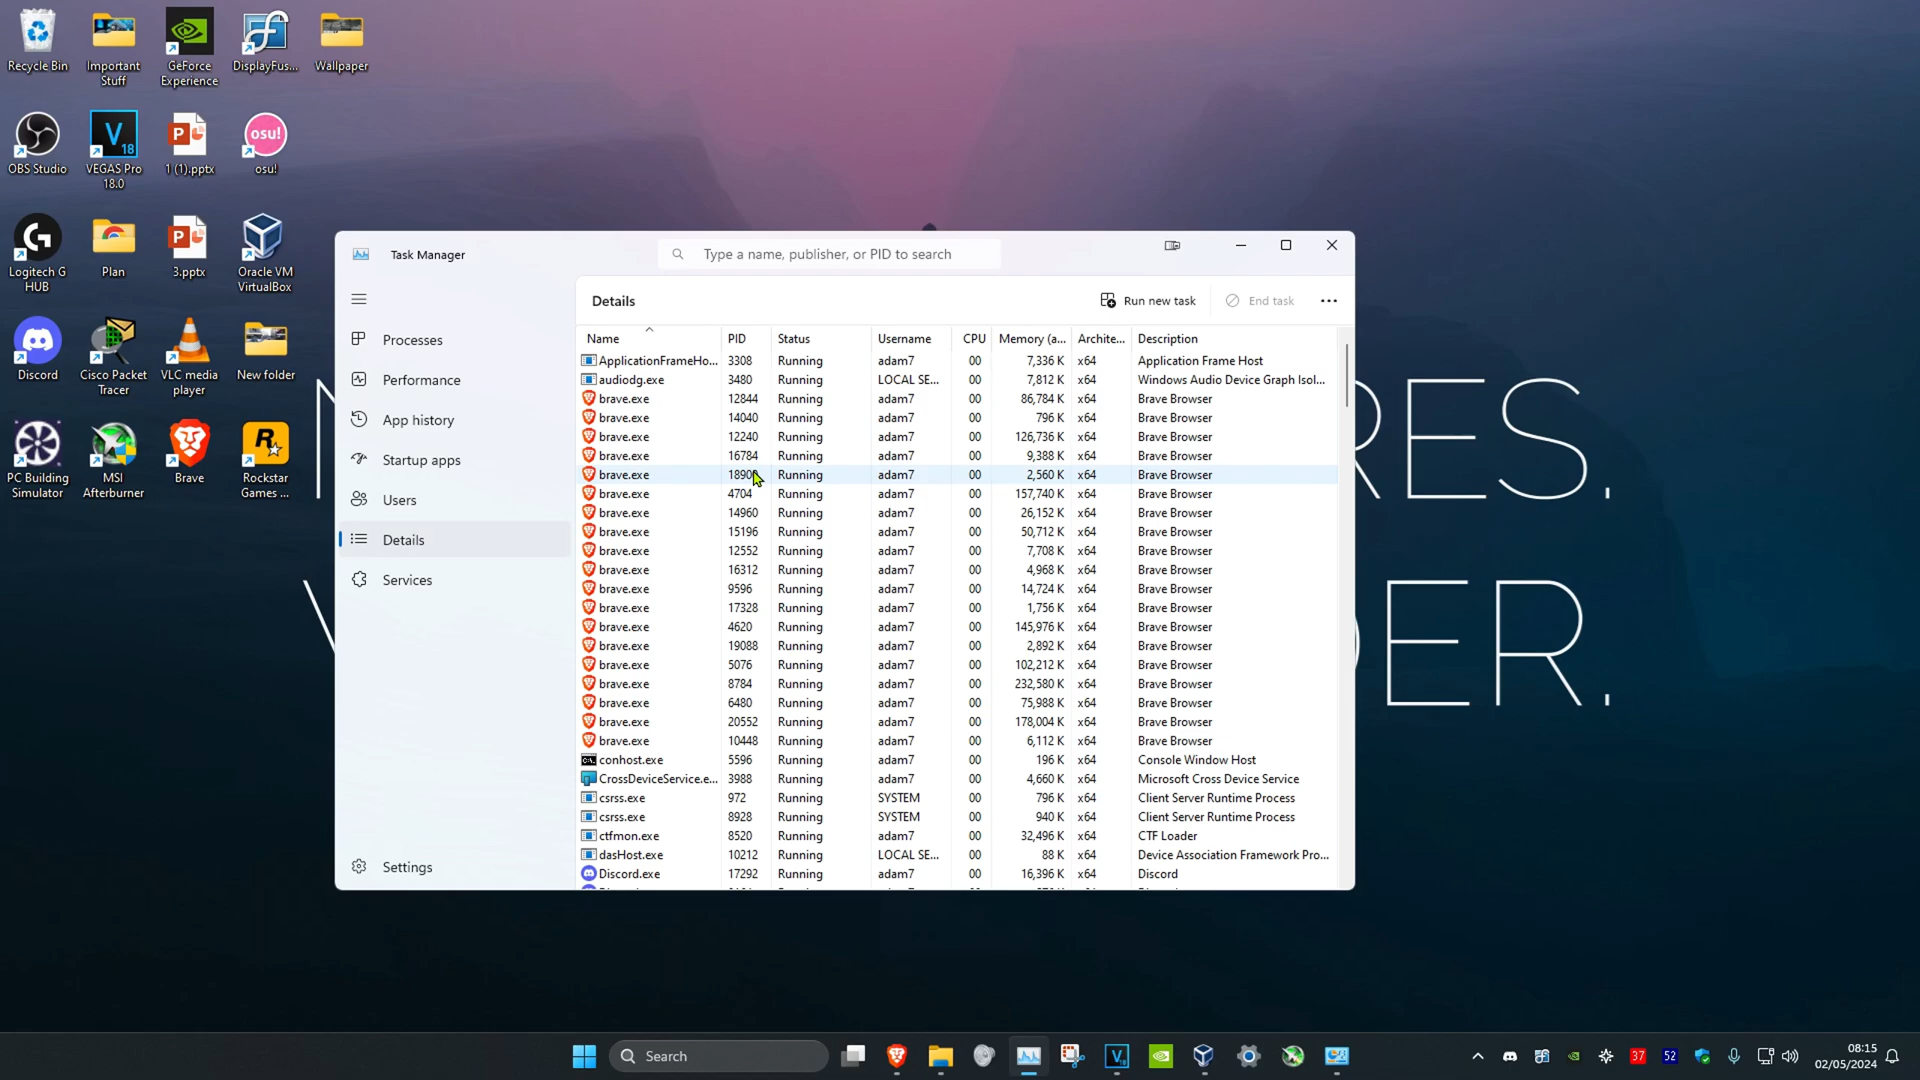 Recycle Bin
Important
Stuff
GeForce
Experience
DisplayFus...
Wallpaper
OBS Studio
VEGAS Pro
18.0
1 (1).pptx
osu!
Logitech G
HUB
Plan
3.pptx
Oracle VM
VirtualBox
Discord
Cisco Packet
Tracer
VLC media
player
New folder
PC Building
Simulator
MSI
Afterburner
Brave
Rockstar
Games ...
Task Manager
Type a name, publisher, or PID to search
Processes
Performance
App history
Startup apps
Users
Details
Services
Settings
Details
Run new task
End task
Name PID Status Username CPU Memory (a... Archite... Description
ApplicationFrameHo... 3308 Running adam7 00 7,336 K x64 Application Frame Host
audiodg.exe 3480 Running LOCAL SE... 00 7,812 K x64 Windows Audio Device Graph Isol...
brave.exe 12844 Running adam7 00 86,784 K x64 Brave Browser
brave.exe 14040 Running adam7 00 796 K x64 Brave Browser
brave.exe 12240 Running adam7 00 126,736 K x64 Brave Browser
brave.exe 16784 Running adam7 00 9,388 K x64 Brave Browser
brave.exe Running adam7 00 2,560 K x64 Brave Browser
brave.exe 4704 Running adam7 00 157,740 K x64 Brave Browser
brave.exe 14960 Running adam7 00 26,152 K x64 Brave Browser
brave.exe 15196 Running adam7 00 50,712 K x64 Brave Browser
brave.exe 12552 Running adam7 00 7,708 K x64 Brave Browser
brave.exe 16312 Running adam7 00 4,968 K x64 Brave Browser
brave.exe 9596 Running adam7 00 14,724 K x64 Brave Browser
brave.exe 17328 Running adam7 00 1,756 K x64 Brave Browser
brave.exe 4620 Running adam7 00 145,976 K x64 Brave Browser
brave.exe 19088 Running adam7 00 2,892 K x64 Brave Browser
brave.exe 5076 Running adam7 00 102,212 K x64 Brave Browser
brave.exe 8784 Running adam7 00 232,580 K x64 Brave Browser
brave.exe 6480 Running adam7 00 75,988 K x64 Brave Browser
brave.exe 20552 Running adam7 00 178,004 K x64 Brave Browser
brave.exe 10448 Running adam7 00 6,112 K x64 Brave Browser
conhost.exe 5596 Running adam7 00 196 K x64 Console Window Host
CrossDeviceService.e... 3988 Running adam7 00 4,660 K x64 Microsoft Cross Device Service
csrss.exe 972 Running SYSTEM 00 796 K x64 Client Server Runtime Process
csrss.exe 8928 Running SYSTEM 00 940 K x64 Client Server Runtime Process
ctfmon.exe 8520 Running adam7 00 32,496 K x64 CTF Loader
dasHost.exe 10212 Running LOCAL SE... 00 88 K x64 Device Association Framework Pro...
Discord.exe 17292 Running adam7 00 16,396 K x64 Discord
RES.
DER.
Search
37
52
08:15
02/05/2024